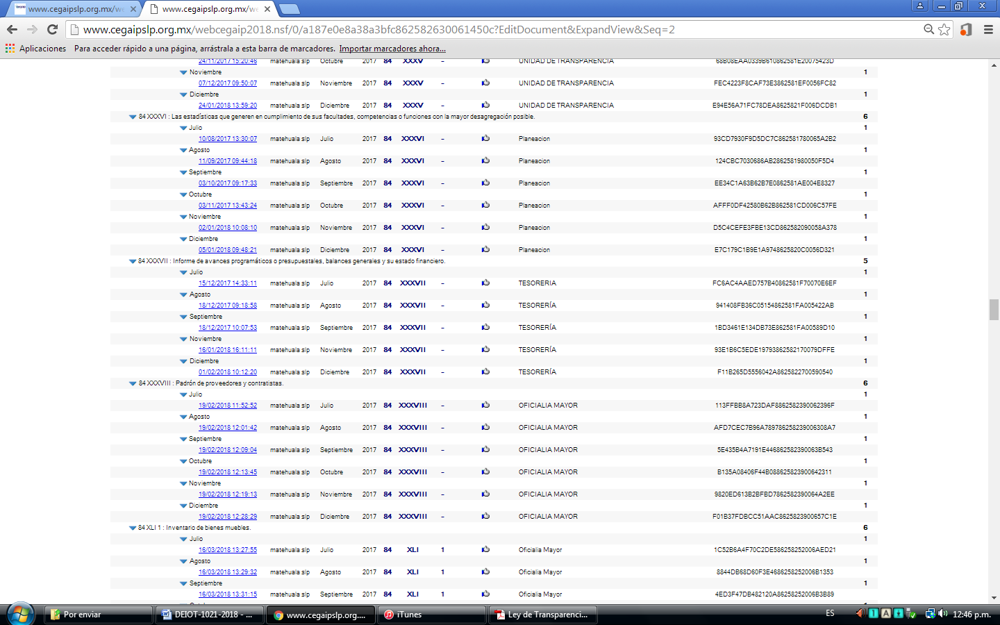 www.cegaipslp.org.mx/we
www.cegaipslp.org.mx/we
www.cegaipslp.org.mx/webcegaip2018.nsf/0/a187e0e8a38a3bfc862582630061450c?EditDocument&ExpandView&Seq=2
Aplicaciones Para acceder rápido a una página, arrástrala a esta barra de marcadores. Importar marcadores ahora...
24/11/2017 15:20:46 matehuala slp Octubre 2017 84 XXXV - UNIDAD DE TRANSPARENCIA 68B08EAA0339B610862581E20075423D
Noviembre 1
07/12/2017 09:50:07 matehuala slp Noviembre 2017 84 XXXV - UNIDAD DE TRANSPARENCIA FEC4223F8CAF73E3862581EF0056FC82
Diciembre 1
24/01/2018 13:59:20 matehuala slp Diciembre 2017 84 XXXV - UNIDAD DE TRANSPARENCIA E94E56A71FC78DEA8625821F006DCDB1
84 XXXVI : Las estadísticas que generen en cumplimiento de sus facultades, competencias o funciones con la mayor desagregación posible. 6
Julio 1
10/08/2017 13:30:07 matehuala slp Julio 2017 84 XXXVI - Planeacion 93CD7930F9D5DC7C862581780065A2B2
Agosto 1
11/09/2017 09:44:18 matehuala slp Agosto 2017 84 XXXVI - Planeacion 124CBC7030686AB2862581980050F5D4
Septiembre 1
03/10/2017 09:17:33 matehuala slp Septiembre 2017 84 XXXVI - Planeacion EE34C1A63B62B7E0862581AE004E8327
Octubre 1
03/11/2017 13:43:24 matehuala slp Octubre 2017 84 XXXVI - Planeacion AFFF0DF42580B62B862581CD006C57FE
Noviembre 1
02/01/2018 10:08:10 matehuala slp Noviembre 2017 84 XXXVI - Planeacion D5C4CEFE3FBE13CD862582090058A378
Diciembre 1
05/01/2018 09:48:21 matehuala slp Diciembre 2017 84 XXXVI - Planeacion E7C179C1B9E1A9748625820C0056D321
84 XXXVII : Informe de avances programáticos o presupuestales, balances generales y su estado financiero. 5
Julio 1
15/12/2017 14:33:11 matehuala slp Julio 2017 84 XXXVII - TESORERIA FC6AC4AAED757B40862581F70070E6EF
Agosto 1
18/12/2017 09:18:58 matehuala slp Agosto 2017 84 XXXVII - TESORERÍA 941408FB36C05154862581FA005422AB
Septiembre 1
18/12/2017 10:07:53 matehuala slp Septiembre 2017 84 XXXVII - TESORERÍA 1BD3461E134DB73E862581FA00589D10
Noviembre 1
16/01/2018 16:11:11 matehuala slp Noviembre 2017 84 XXXVII - TESORERÍA 93E1B6C5EDE19793862582170079DFFE
Diciembre 1
01/02/2018 10:12:20 matehuala slp Diciembre 2017 84 XXXVII - TESORERÍA F11B265D5556042A8625822700590540
84 XXXVIII : Padrón de proveedores y contratistas. 6
Julio 1
19/02/2018 11:52:52 matehuala slp Julio 2017 84 XXXVIII - OFICIALIA MAYOR 113FFBB8A723DAF8862582390062396F
Agosto 1
19/02/2018 12:01:42 matehuala slp Agosto 2017 84 XXXVIII - OFICIALIA MAYOR AFD7CEC7B96A78978625823900630​8A7
Septiembre 1
19/02/2018 12:09:04 matehuala slp Septiembre 2017 84 XXXVIII - OFICIALIA MAYOR 5E435B4A7191E446862582390063B543
Octubre 1
19/02/2018 12:13:45 matehuala slp Octubre 2017 84 XXXVIII - OFICIALIA MAYOR B135A08406F44B088625823900642311
Noviembre 1
19/02/2018 12:19:13 matehuala slp Noviembre 2017 84 XXXVIII - OFICIALIA MAYOR 9820ED613B2BFBD7862582390064A2EE
Diciembre 1
19/02/2018 12:28:29 matehuala slp Diciembre 2017 84 XXXVIII - OFICIALIA MAYOR F01B37FDBCC51AAC8625823900657C1E
84 XLI 1 : Inventario de bienes muebles. 6
Julio 1
16/03/2018 13:27:55 matehuala slp Julio 2017 84 XLI 1 Oficialia Mayor 1C52B6A4F70C2DE586258252006AED21
Agosto 1
16/03/2018 13:29:32 matehuala slp Agosto 2017 84 XLI 1 Oficialia Mayor 8844DB68D60F3E4686258252006B1353
Septiembre 1
16/03/2018 13:31:15 matehuala slp Septiembre 2017 84 XLI 1 Oficialia Mayor 4ED3F47DB482120A86258252006B3B89
Por enviar DEIOT-1021-2018 - ... www.cegaipslp.org.... iTunes Ley de Transparenci... ES 12:46 p.m.